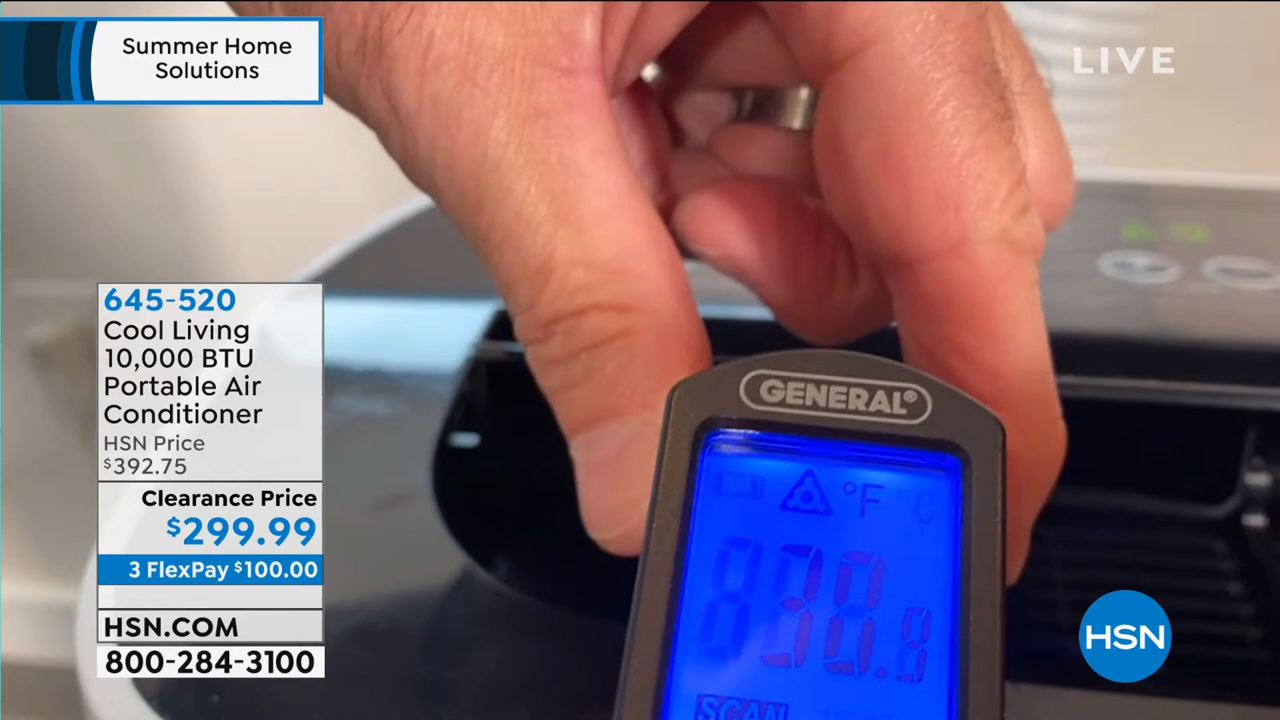 Summer Home
Solutions
LIVE
GENERAL®
°F
SCAN
645-520
Cool Living
10,000 BTU
Portable Air
Conditioner
HSN Price
$392.75
Clearance Price
$299.99
3 FlexPay $100.00
HSN.COM
800-284-3100
HSN